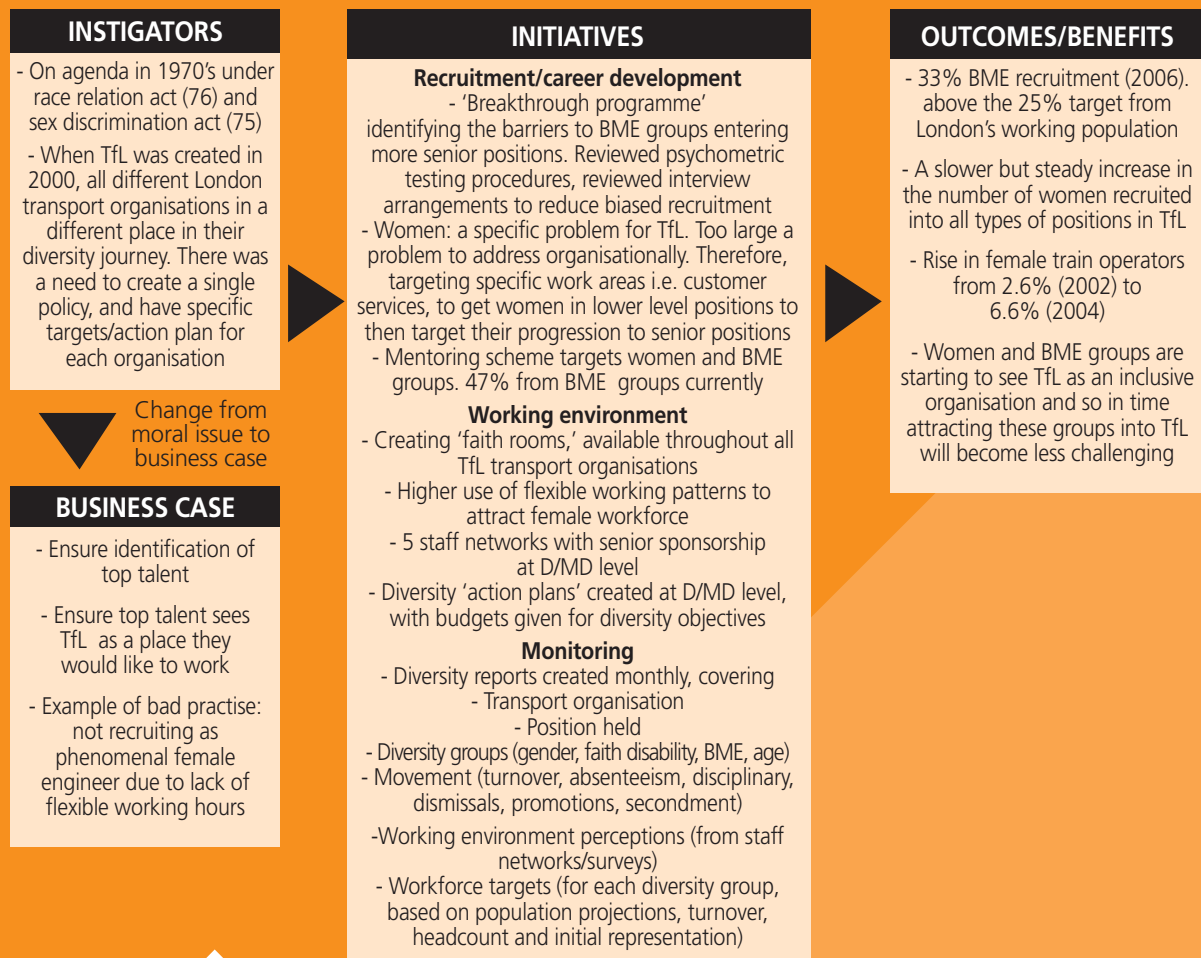 INSTIGATORS
- On agenda in 1970's under
race relation act (76) and
sex discrimination act (75)
- When TfL was created in
2000, all different London
transport organisations in a
different place in their
diversity journey. There was
a need to create a single
policy, and have specific
targets/action plan for
each organisation
Change from
moral issue to
business case
BUSINESS CASE
- Ensure identification of
top talent
- Ensure top talent sees
TfL as a place they
would like to work
- Example of bad practise:
not recruiting as
phenomenal female
engineer due to lack of
flexible working hours
INITIATIVES
Recruitment/career development
- 'Breakthrough programme'
identifying the barriers to BME groups entering
more senior positions. Reviewed psychometric
testing procedures, reviewed interview
arrangements to reduce biased recruitment
- Women: a specific problem for TfL. Too large a
problem to address organisationally. Therefore,
targeting specific work areas i.e. customer
services, to get women in lower level positions to
then target their progression to senior positions
- Mentoring scheme targets women and BME
groups. 47% from BME groups currently
Working environment
- Creating 'faith rooms,' available throughout all
TfL transport organisations
- Higher use of flexible working patterns to
attract female workforce
- 5 staff networks with senior sponsorship
at D/MD level
- Diversity 'action plans' created at D/MD level,
with budgets given for diversity objectives
Monitoring
- Diversity reports created monthly, covering
- Transport organisation
- Position held
- Diversity groups (gender, faith disability, BME, age)
- Movement (turnover, absenteeism, disciplinary,
dismissals, promotions, secondment)
-Working environment perceptions (from staff
networks/surveys)
- Workforce targets (for each diversity group,
based on population projections, turnover,
headcount and initial representation)
OUTCOMES/BENEFITS
- 33% BME recruitment (2006).
above the 25% target from
London's working population
- A slower but steady increase in
the number of women recruited
into all types of positions in TfL
- Rise in female train operators
from 2.6% (2002) to
6.6% (2004)
- Women and BME groups are
starting to see TfL as an inclusive
organisation and so in time
attracting these groups into TfL
will become less challenging